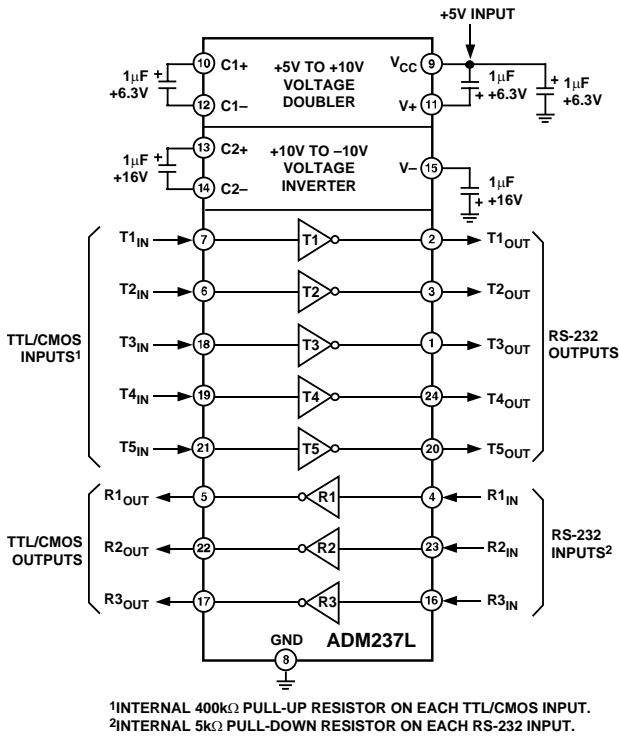 +5V INPUT
10 C1+ +5V TO +10V VOLTAGE DOUBLER VCC 9
1µF +6.3V +
12 C1– V+ 11
+ 1µF +6.3V
+ 1µF +6.3V
13 C2+ +10V TO –10V VOLTAGE INVERTER V– 15
1µF +16V +
14 C2–
1µF + +16V
T1IN 7 T1 2 T1OUT
T2IN 6 T2 3 T2OUT
TTL/CMOS INPUTS1
T3IN 18 T3 1 T3OUT
RS-232 OUTPUTS
T4IN 19 T4 24 T4OUT
T5IN 21 T5 20 T5OUT
R1OUT 5 R1 4 R1IN
TTL/CMOS OUTPUTS
R2OUT 22 R2 23 R2IN
RS-232 INPUTS2
R3OUT 17 R3 16 R3IN
GND ADM237L
8
1INTERNAL 400kΩ PULL-UP RESISTOR ON EACH TTL/CMOS INPUT.
2INTERNAL 5kΩ PULL-DOWN RESISTOR ON EACH RS-232 INPUT.